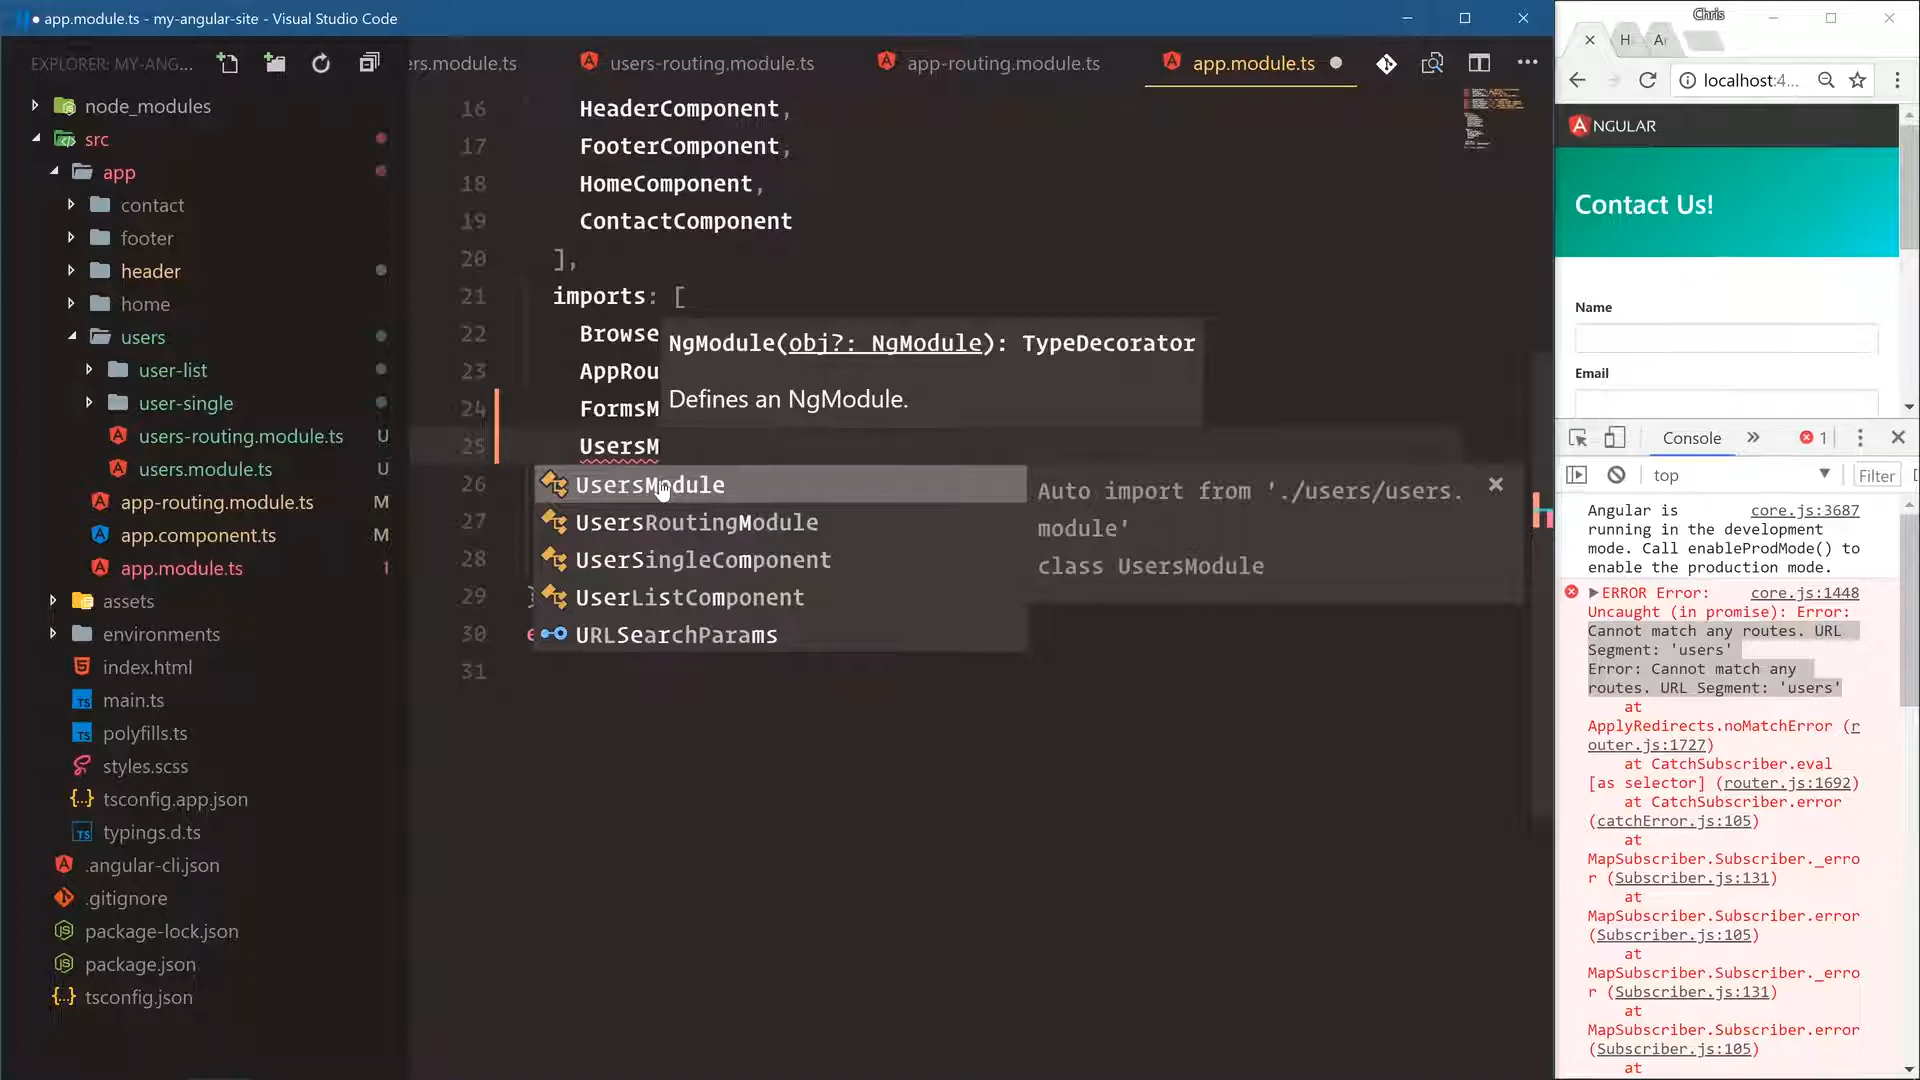 app.module.ts - my-angular-site - Visual Studio Code
EXPLORER: MY-ANG...
node_modules
src
app
contact
footer
header
home
users
user-list
user-single
users-routing.module.ts U
users.module.ts U
app-routing.module.ts M
app.component.ts M
app.module.ts 1
assets
environments
index.html
main.ts
polyfills.ts
styles.scss
tsconfig.app.json
typings.d.ts
.angular-cli.json
.gitignore
package-lock.json
package.json
tsconfig.json
ers.module.ts
users-routing.module.ts
app-routing.module.ts
app.module.ts
16 HeaderComponent,
17 FooterComponent,
18 HomeComponent,
19 ContactComponent
20 ],
21 imports: [
22 Browse
23 AppRou
24 FormsM
25 UsersM
26
27
28
29 }
30 e
31
NgModule(obj?: NgModule): TypeDecorator
Defines an NgModule.
UsersModule
UsersRoutingModule
UserSingleComponent
UserListComponent
URLSearchParams
Auto import from './users/users.
module'
class UsersModule
Chris
H
Ar
localhost:4...
NGULAR
Contact Us!
Name
Email
Console
1
top
Filter
Angular is core.js:3687
running in the development
mode. Call enableProdMode() to
enable the production mode.
ERROR Error: core.js:1448
Uncaught (in promise): Error:
Cannot match any routes. URL
Segment: 'users'
Error: Cannot match any
routes. URL Segment: 'users'
at
ApplyRedirects.noMatchError (r
outer.js:1727)
at CatchSubscriber.eval
[as selector] (router.js:1692)
at CatchSubscriber.error
(catchError.js:105)
at
MapSubscriber.Subscriber._erro
r (Subscriber.js:131)
at
MapSubscriber.Subscriber.error
(Subscriber.js:105)
at
MapSubscriber.Subscriber._erro
r (Subscriber.js:131)
at
MapSubscriber.Subscriber.error
(Subscriber.js:105)
at